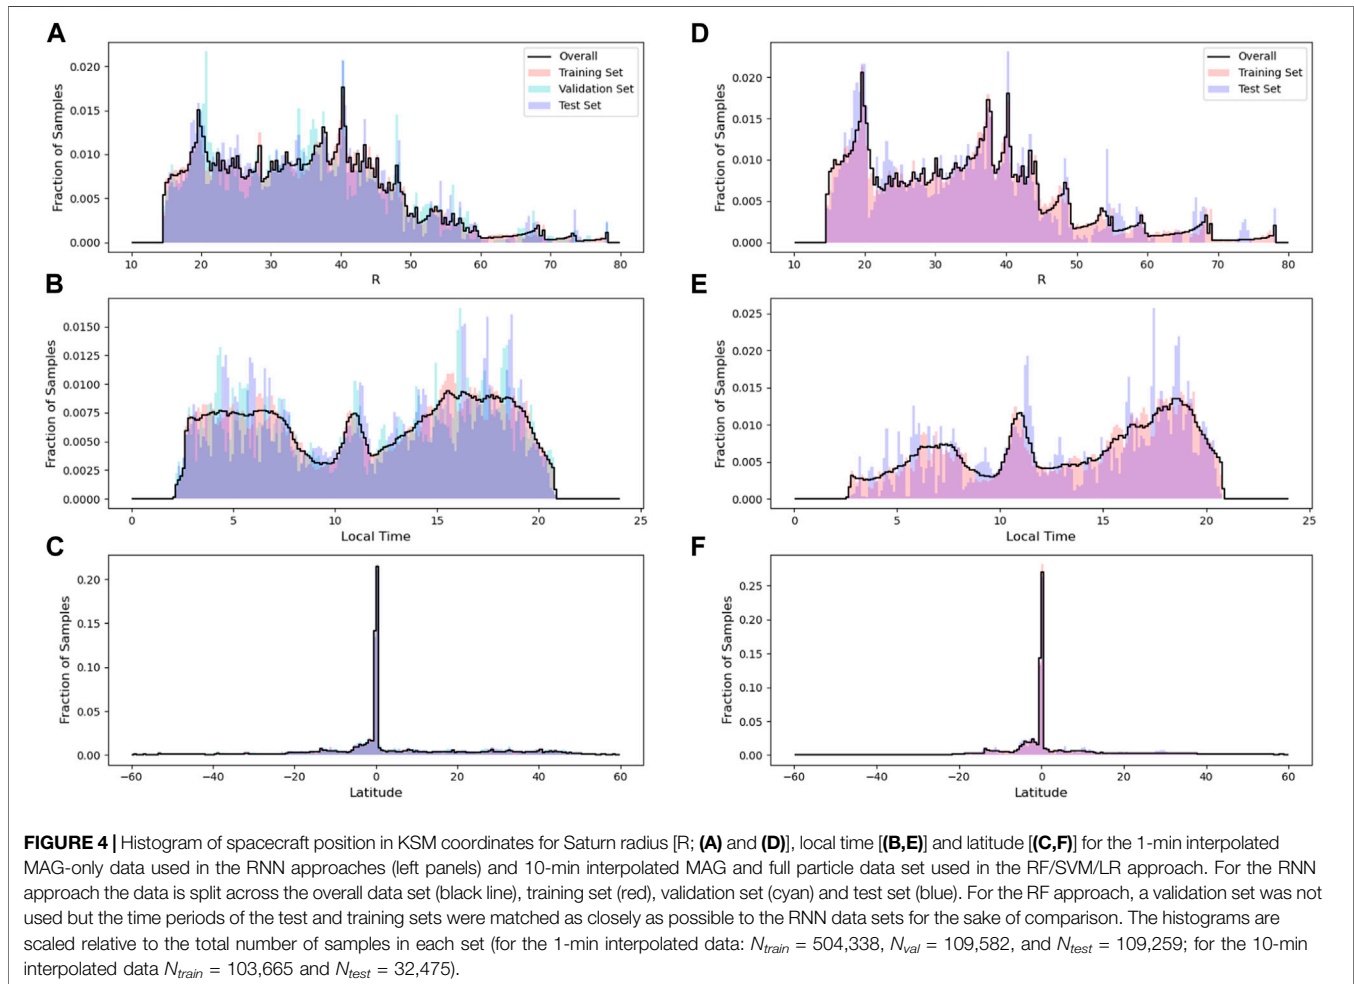 A
Fraction of Samples
0.020
0.015
0.010
0.005
0.000
Overall
Training Set
Validation Set
Test Set
10 20 30 40 50 60 70 80
R
D
Fraction of Samples
0.020
0.015
0.010
0.005
0.000
Overall
Training Set
Test Set
10 20 30 40 50 60 70 80
R
B
Fraction of Samples
0.0150
0.0125
0.0100
0.0075
0.0050
0.0025
0.0000
0 5 10 15 20 25
Local Time
E
Fraction of Samples
0.025
0.020
0.015
0.010
0.005
0.000
0 5 10 15 20 25
Local Time
C
Fraction of Samples
0.20
0.15
0.10
0.05
0.00
−60 −40 −20 0 20 40 60
Latitude
F
Fraction of Samples
0.25
0.20
0.15
0.10
0.05
0.00
−60 −40 −20 0 20 40 60
Latitude
FIGURE 4 | Histogram of spacecraft position in KSM coordinates for Saturn radius [R; (A) and (D)], local time [(B,E)] and latitude [(C,F)] for the 1-min interpolated
MAG-only data used in the RNN approaches (left panels) and 10-min interpolated MAG and full particle data set used in the RF/SVM/LR approach. For the RNN
approach the data is split across the overall data set (black line), training set (red), validation set (cyan) and test set (blue). For the RF approach, a validation set was not
used but the time periods of the test and training sets were matched as closely as possible to the RNN data sets for the sake of comparison. The histograms are
scaled relative to the total number of samples in each set (for the 1-min interpolated data: Ntrain = 504,338, Nval = 109,582, and Ntest = 109,259; for the 10-min
interpolated data Ntrain = 103,665 and Ntest = 32,475).